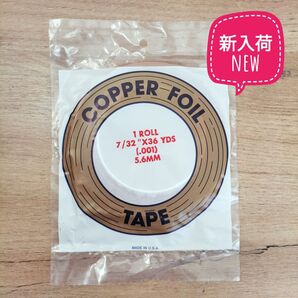 新入荷
NEW
COPPER FOIL
1 ROLL
7/32"X36 YDS
(.001)
5.6MM
TAPE
MADE IN U.S.A.